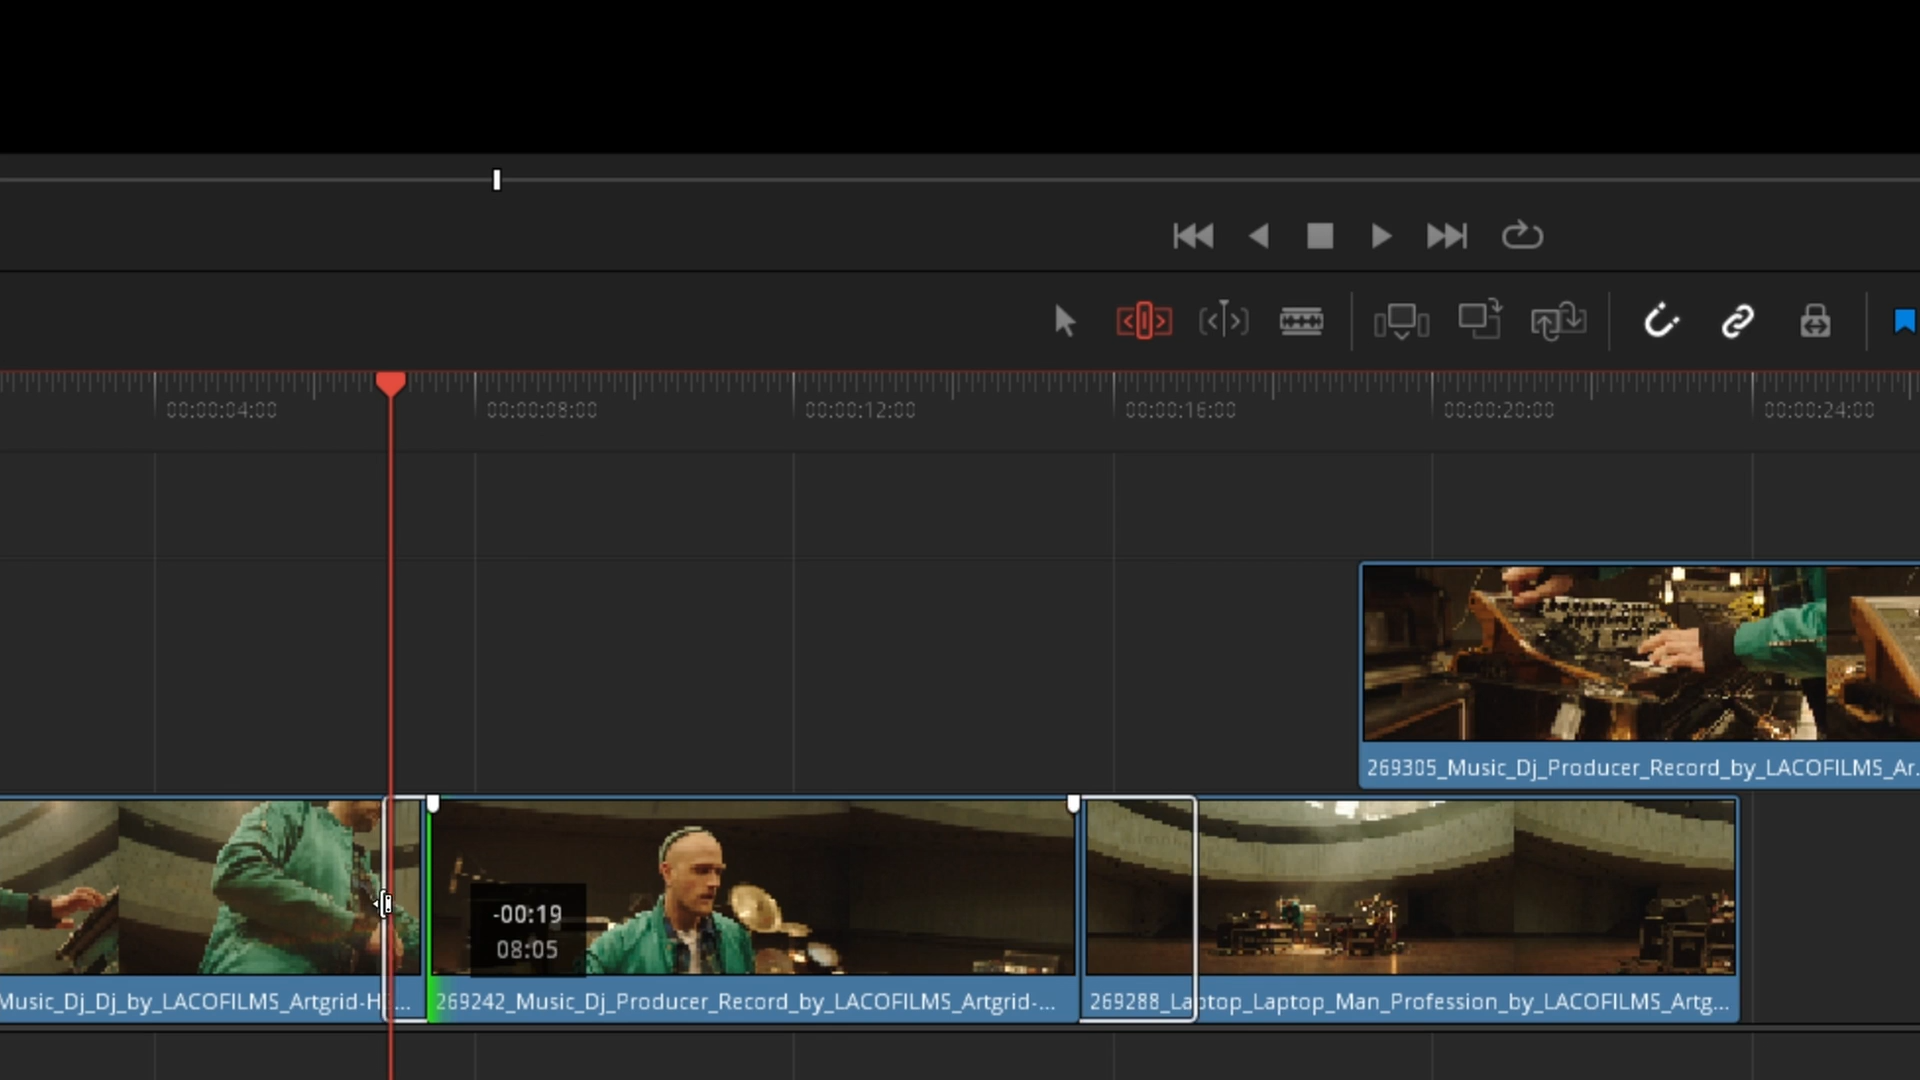 00:00:04:00
00:00:08:00
00:00:12:00
00:00:16:00
00:00:20:00
00:00:24:00
269305_Music_Dj_Producer_Record_by_LACOFILMS_Ar.
-00:19
08:05
Music_Dj_Dj_by_LACOFILMS_Artgrid-H...
269242_Music_Dj_Producer_Record_by_LACOFILMS_Artgrid-...
269288_Laptop_Laptop_Man_Profession_by_LACOFILMS_Artg...